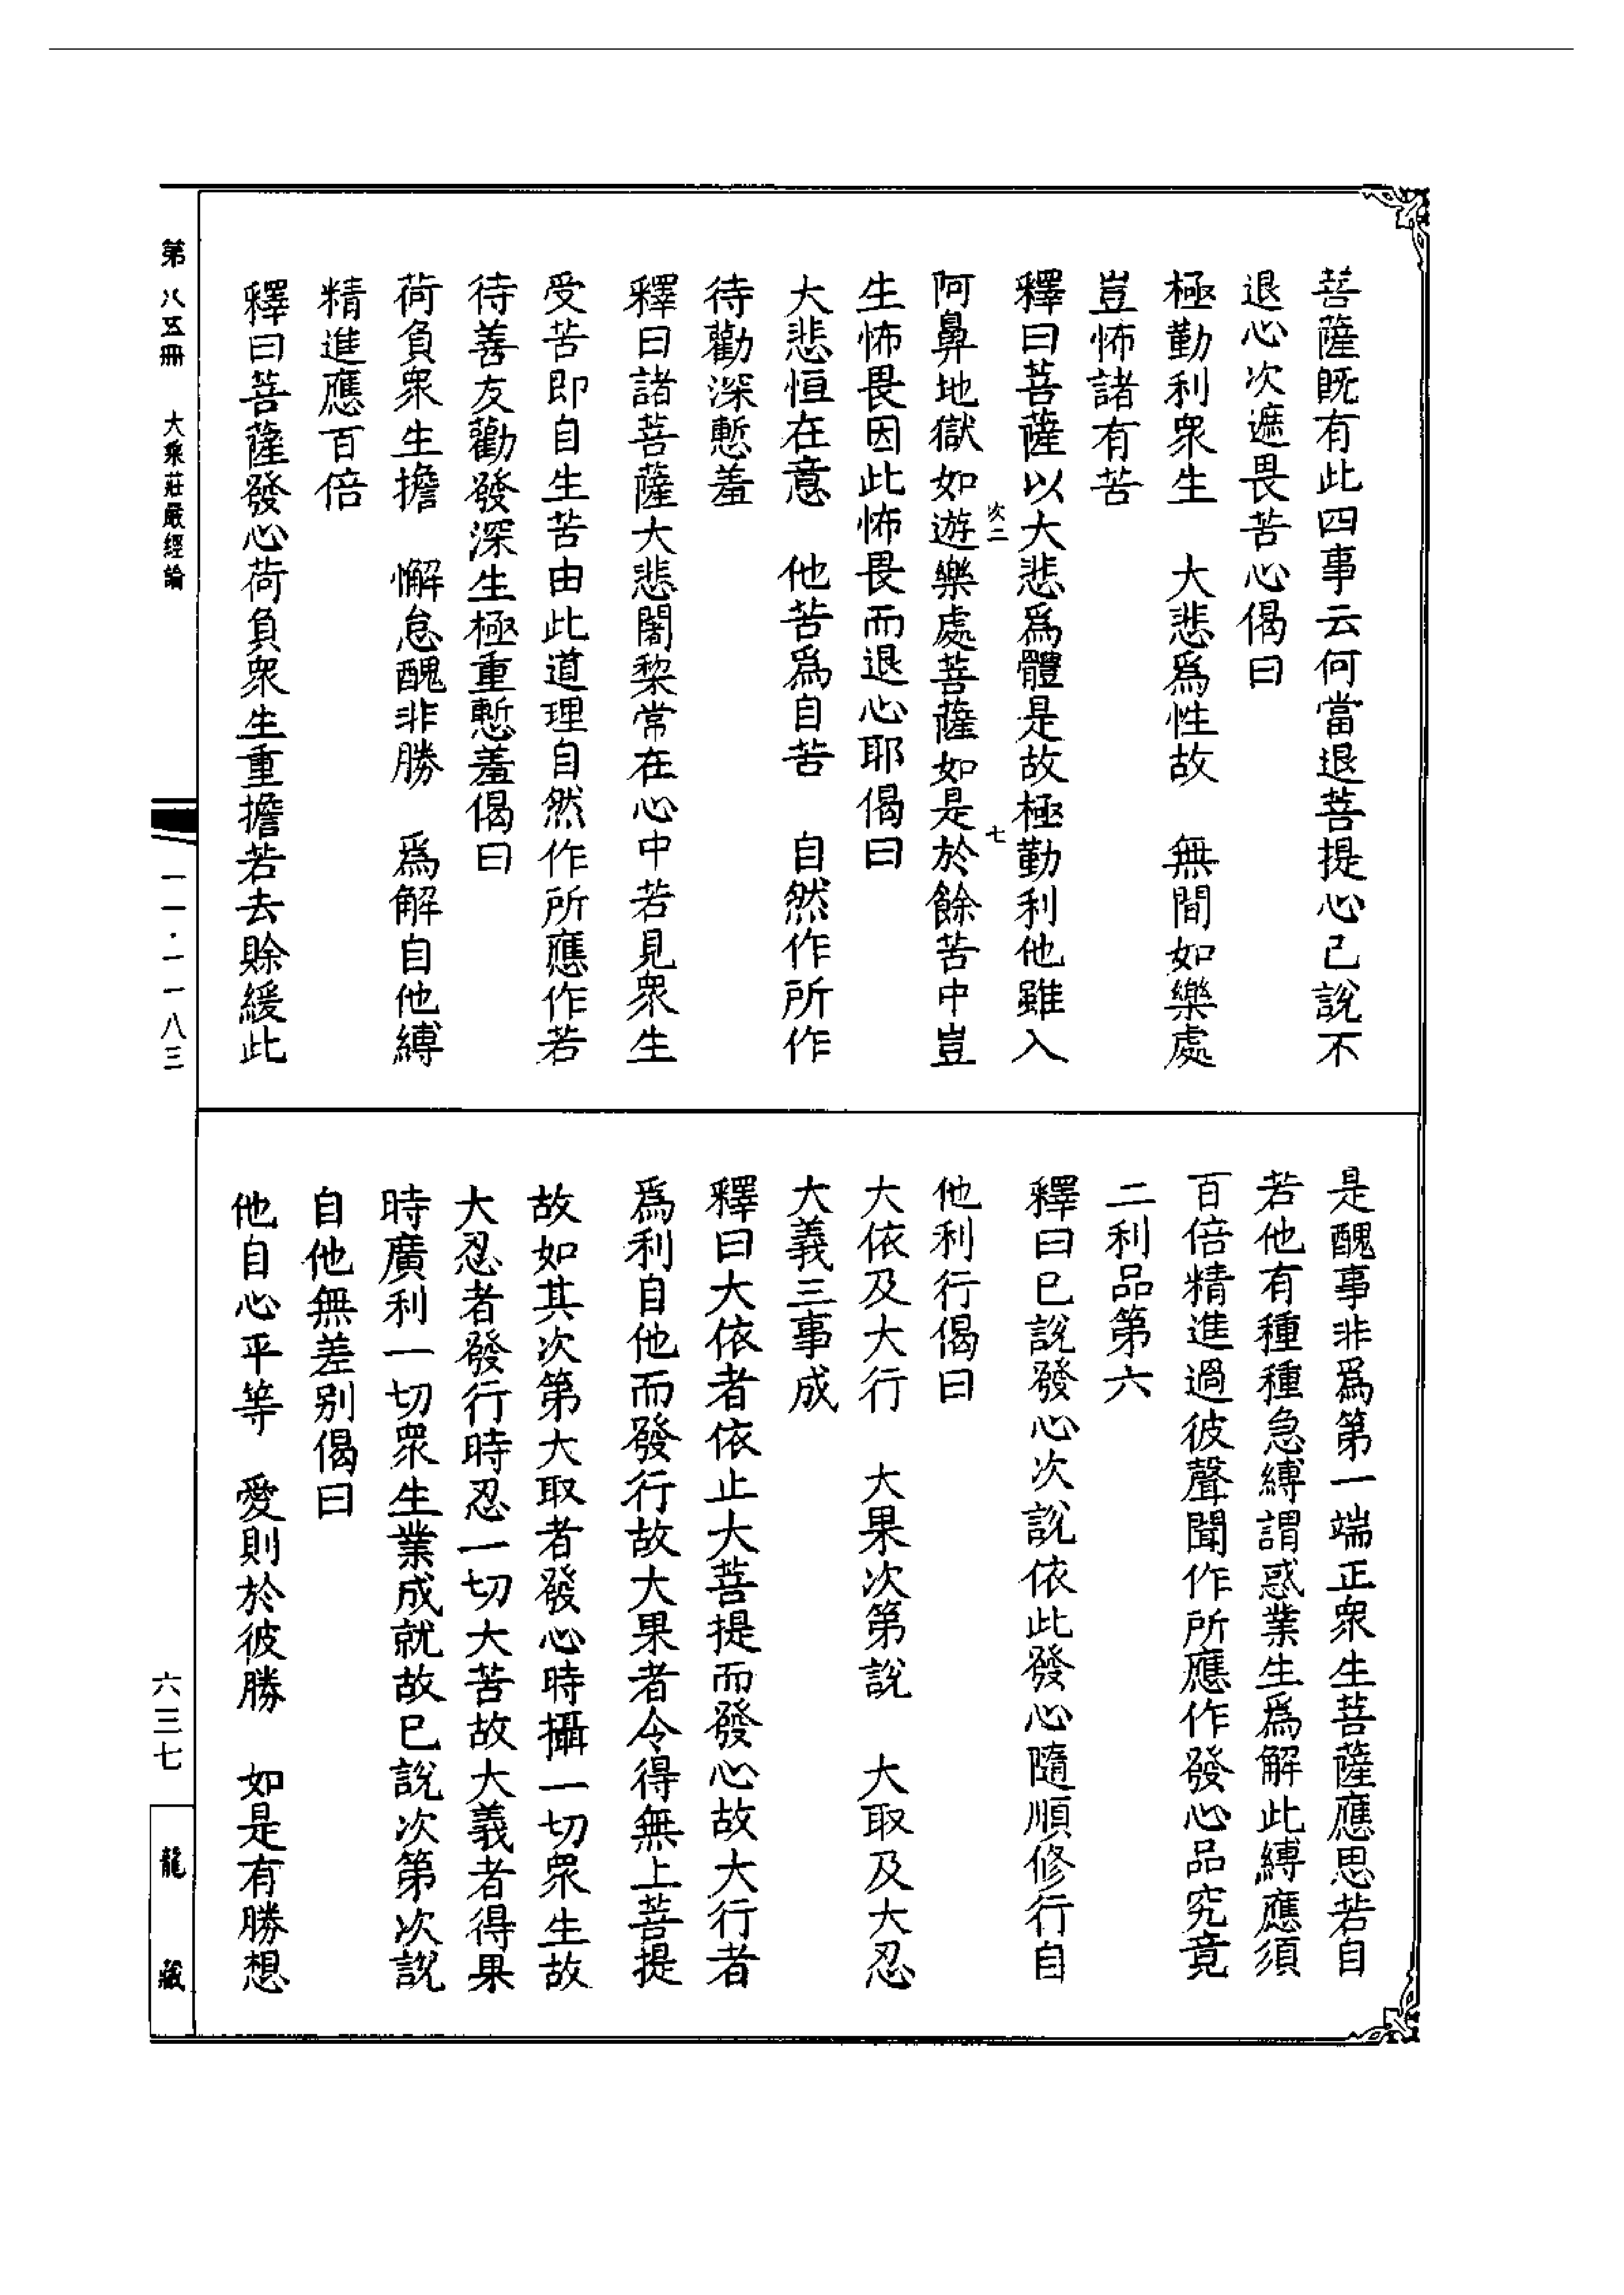 菩薩既有此四事云何當退菩提心已說不
退心次遮畏苦心偈曰
極勤利衆生　大悲爲性故　無間如樂處
豈怖諸有苦
釋曰菩薩以大悲爲體是故極勤利他雖入
次二　七
阿鼻地獄如遊樂處菩薩如是於餘苦中豈
生怖畏因此怖畏而退心耶偈曰
大悲恒在意　他苦爲自苦　自然作所作
待勸深慙羞
釋曰諸菩薩大悲闍棃常在心中若見衆生
受苦即自生苦由此道理自然作所應作若
待善友勸發深生極重慙羞偈曰
荷負衆生擔　懈怠醜非勝　爲解自他縛
精進應百倍
釋曰菩薩發心荷負衆生重擔若去賒緩此
是醜事非爲第一端正衆生菩薩應思若自
若他有種種急縛謂惑業生爲解此縛應須
百倍精進過彼聲聞作所應作發心品究竟
二利品第六
釋曰已說發心次說依此發心隨順修行自
他利行偈曰
大依及大行　大果次第說　大取及大忍
大義三事成
釋曰大依者依止大菩提而發心故大行者
爲利自他而發行故大果者令得無上菩提
故如其次第大取者發心時攝一切衆生故
大忍者發行時忍一切大苦故大義者得果
時廣利一切衆生業成就故已說次第次說
自他無差别偈曰
他自心平等　愛則於彼勝　如是有勝想
第八五冊　大乘莊嚴經論
一一·一一八三
六三七
龍藏